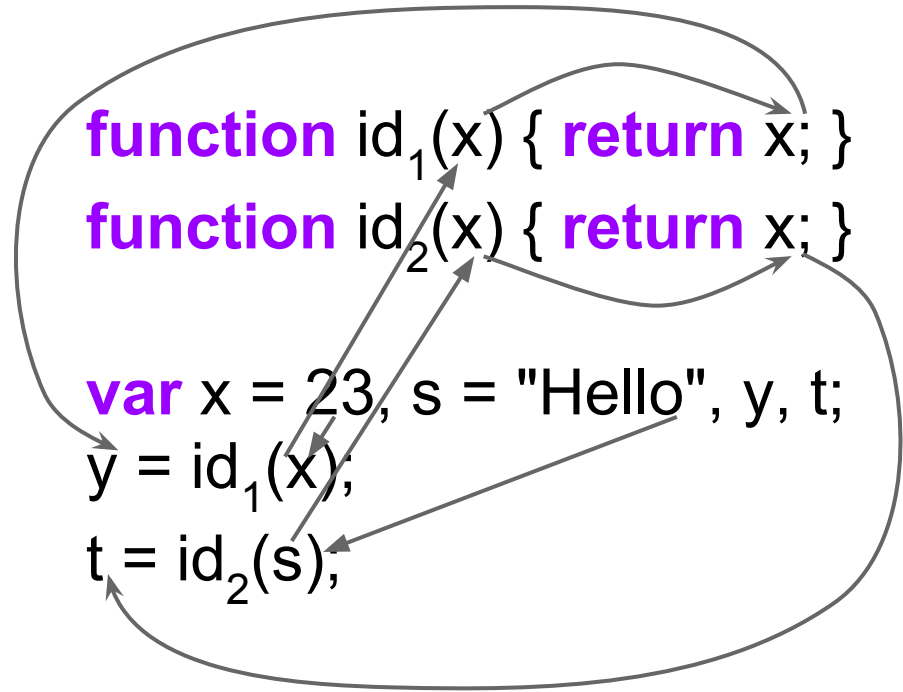 function id₁(x) { return x; }
function id₂(x) { return x; }
var x = 23, s = "Hello", y, t;
y = id₁(x);
t = id₂(s);